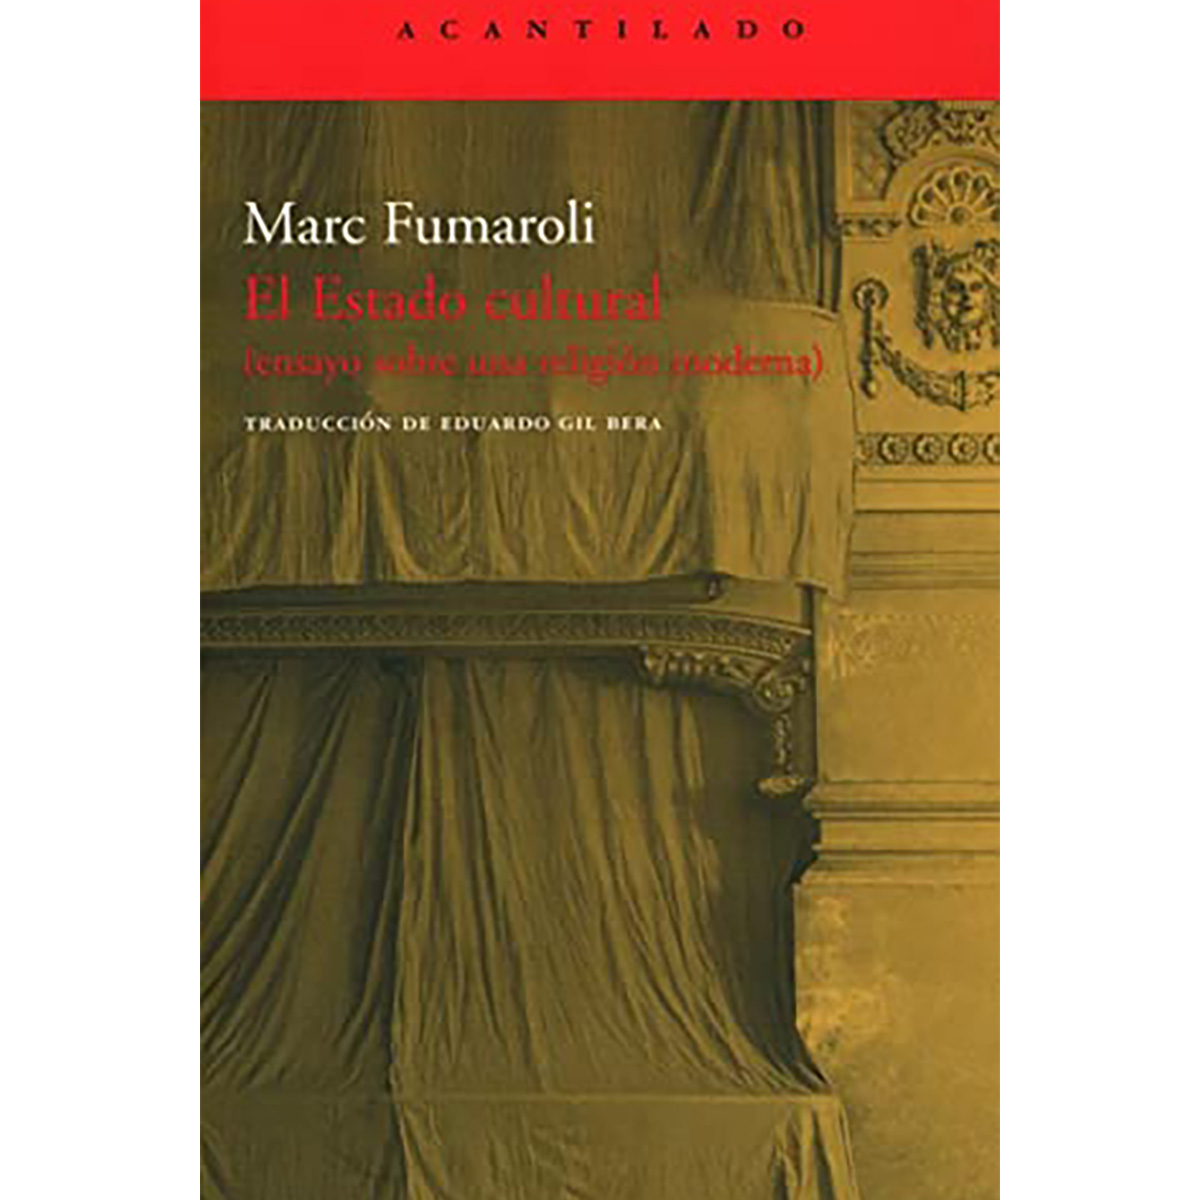 ACANTILADO
Marc Fumaroli
El Estado cultural
(ensayo sobre una religión moderna)
TRADUCCIÓN DE EDUARDO GIL BERA